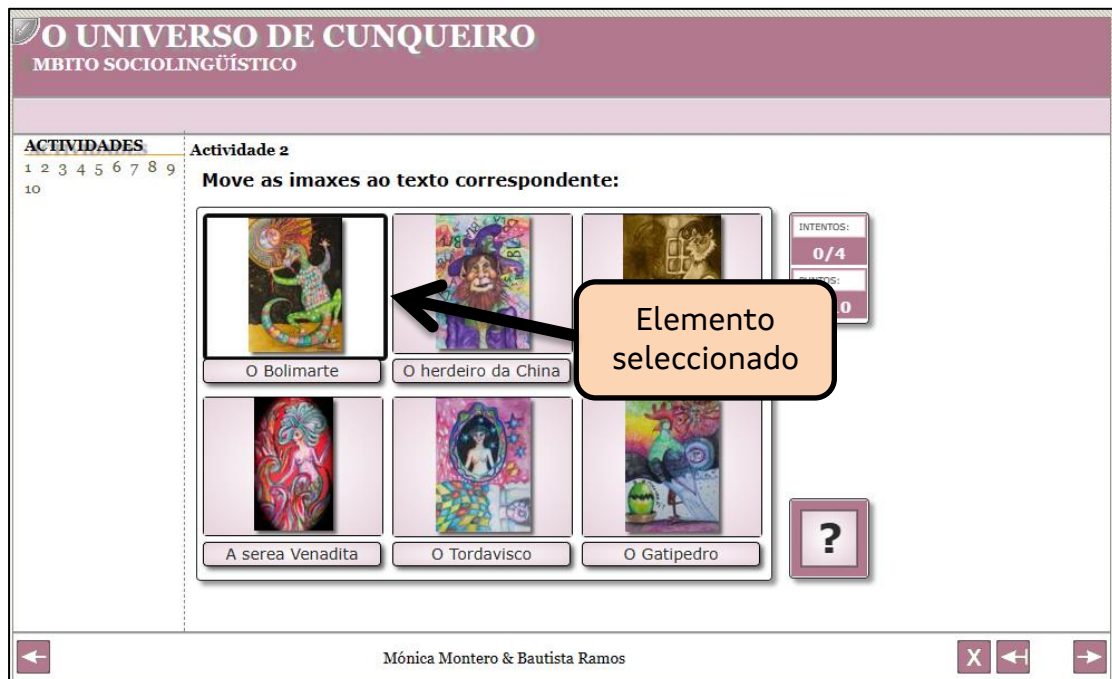 O UNIVERSO DE CUNQUEIRO
MBITO SOCIOLINGÜÍSTICO
ACTIVIDADES
1 2 3 4 5 6 7 8 9
10
Actividade 2
Move as imaxes ao texto correspondente:
INTENTOS:
0/4
0
Elemento
seleccionado
O Bolimarte
O herdeiro da China
A serea Venadita
O Tordavisco
O Gatipedro
?
Mónica Montero & Bautista Ramos
X